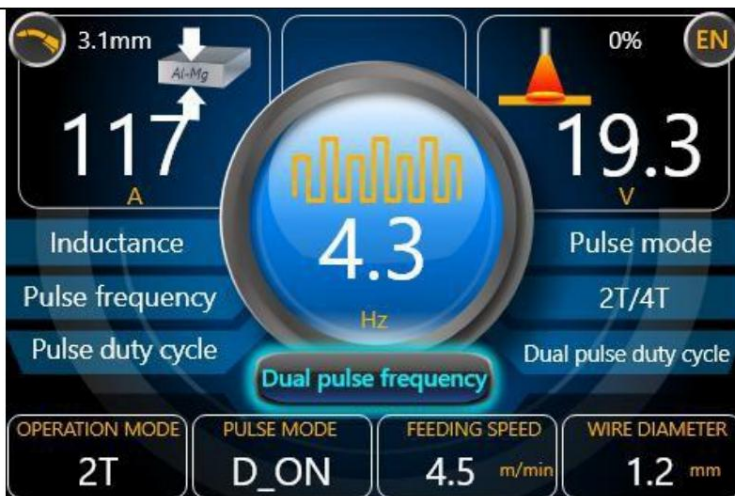 3.1mm
Al-Mg
0%
EN
117
A
19.3
V
4.3
Hz
Inductance
Pulse mode
Pulse frequency
2T/4T
Pulse duty cycle
Dual pulse duty cycle
Dual pulse frequency
OPERATION MODE
2T
PULSE MODE
D_ON
FEEDING SPEED
4.5 m/min
WIRE DIAMETER
1.2 mm